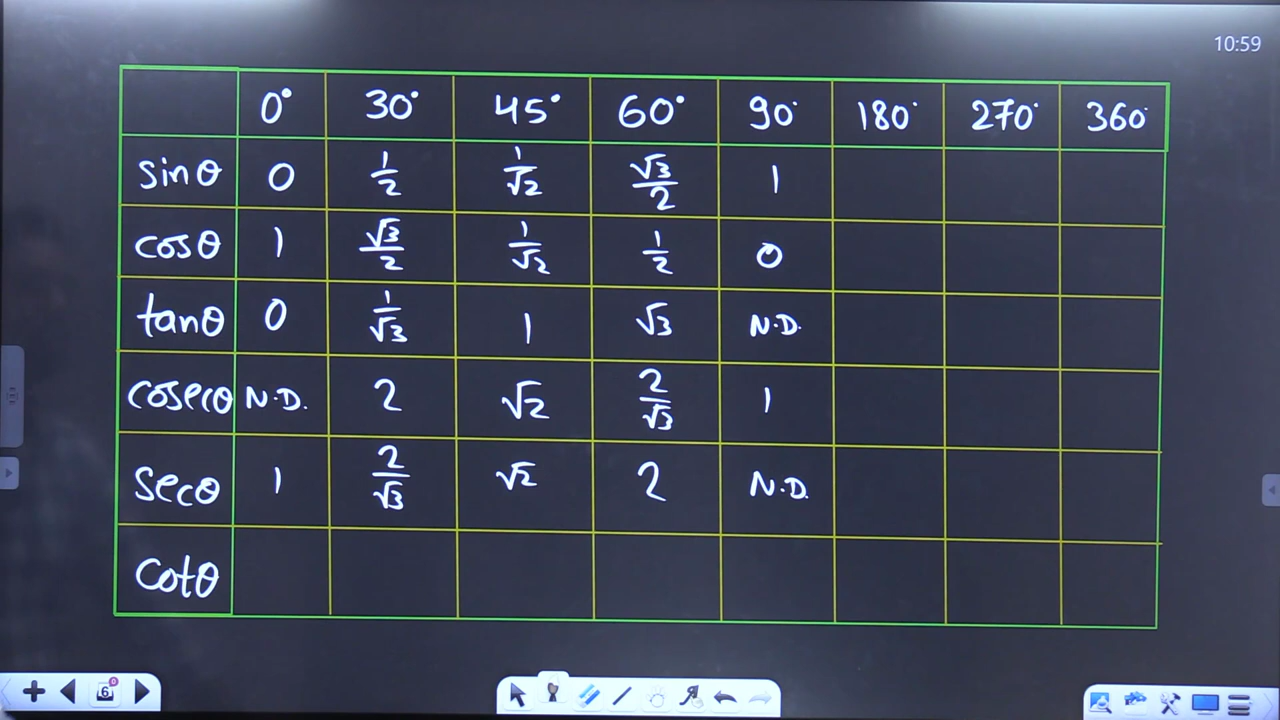 10:59
0° 30° 45° 60° 90° 180° 270° 360°
sinθ 0 1/2 1/√2 √3/2 1
cosθ 1 √3/2 1/√2 1/2 0
tanθ 0 1/√3 1 √3 N.D.
cosecθ N.D. 2 √2 2/√3 1
secθ 1 2/√3 √2 2 N.D.
cotθ
6 0